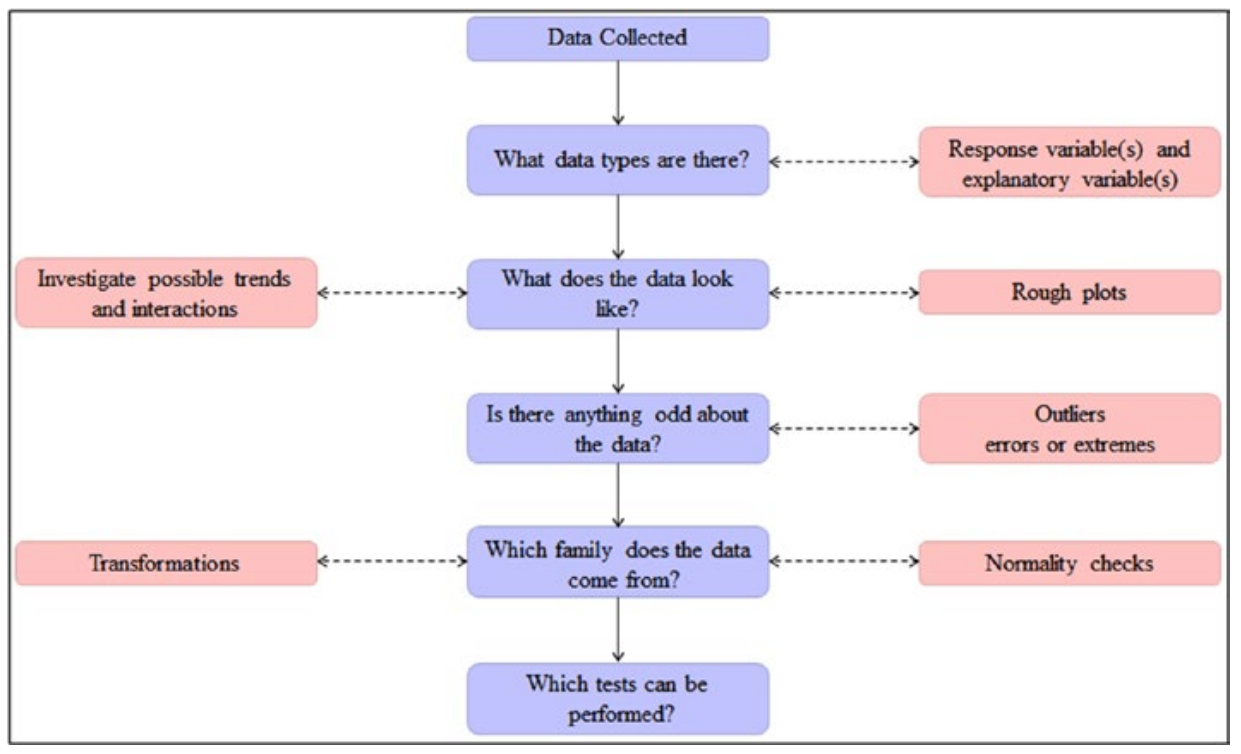 Data Collected
What data types are there?
Response variable(s) and
explanatory variable(s)
Investigate possible trends
and interactions
What does the data look
like?
Rough plots
Is there anything odd about
the data?
Outliers
errors or extremes
Transformations
Which family does the data
come from?
Normality checks
Which tests can be
performed?